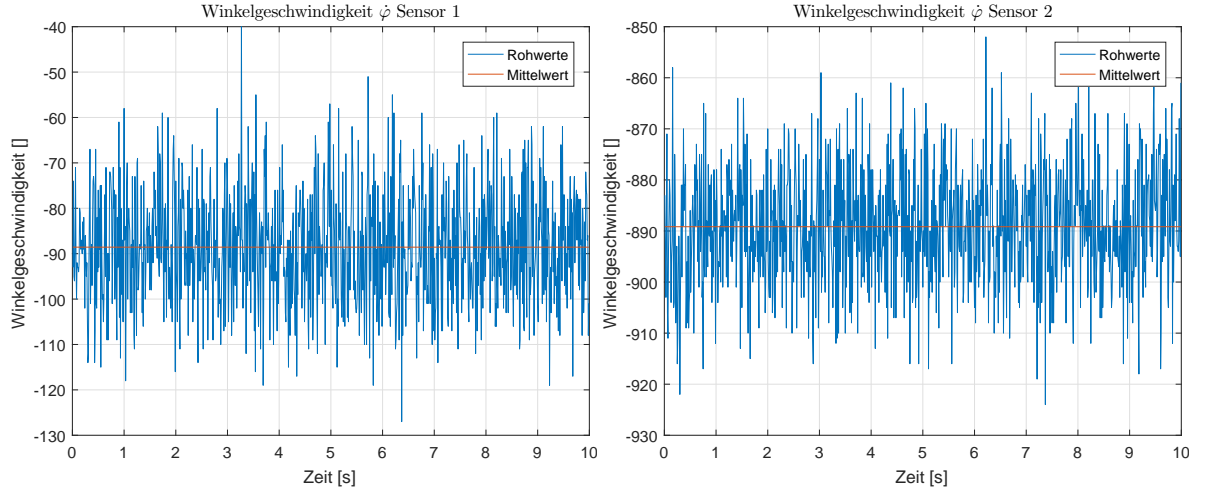 Winkelgeschwindigkeit φ̇ Sensor 1
-40
-50
-60
-70
-80
-90
-100
-110
-120
-130
Winkelgeschwindigkeit []
Rohwerte
Mittelwert
0 1 2 3 4 5 6 7 8 9 10
Zeit [s]
Winkelgeschwindigkeit φ̇ Sensor 2
-850
-860
-870
-880
-890
-900
-910
-920
-930
Winkelgeschwindigkeit []
Rohwerte
Mittelwert
0 1 2 3 4 5 6 7 8 9 10
Zeit [s]